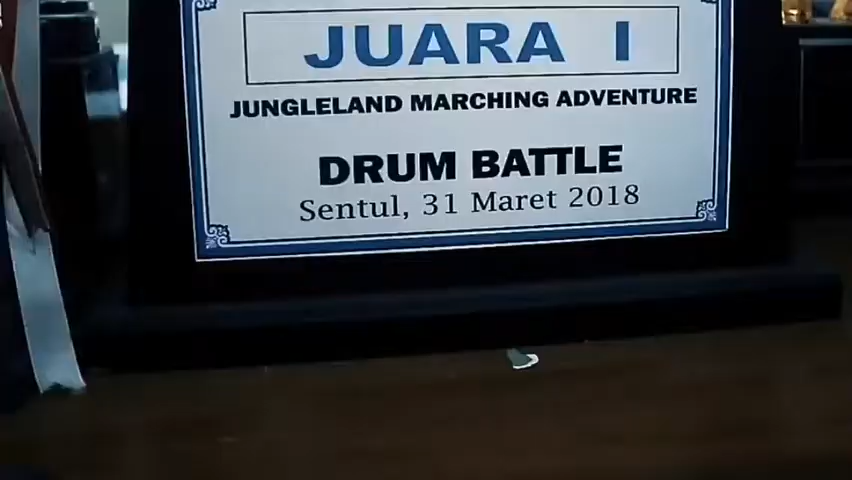 JUARA I
JUNGLELAND MARCHING ADVENTURE
DRUM BATTLE
Sentul, 31 Maret 2018